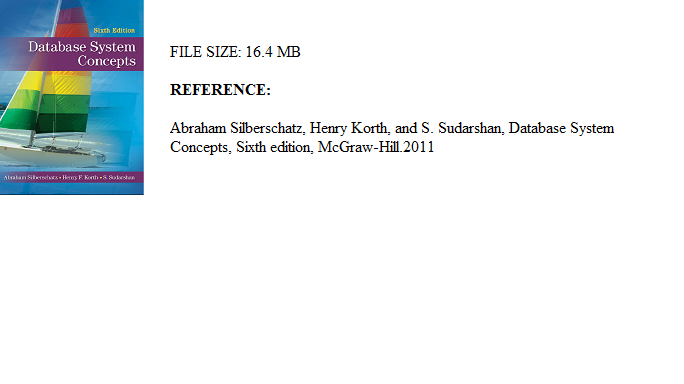 Sixth Edition
Database System
Concepts
Abraham Silberschatz • Henry F. Korth • S. Sudarshan
FILE SIZE: 16.4 MB
REFERENCE:
Abraham Silberschatz, Henry Korth, and S. Sudarshan, Database System
Concepts, Sixth edition, McGraw-Hill.2011